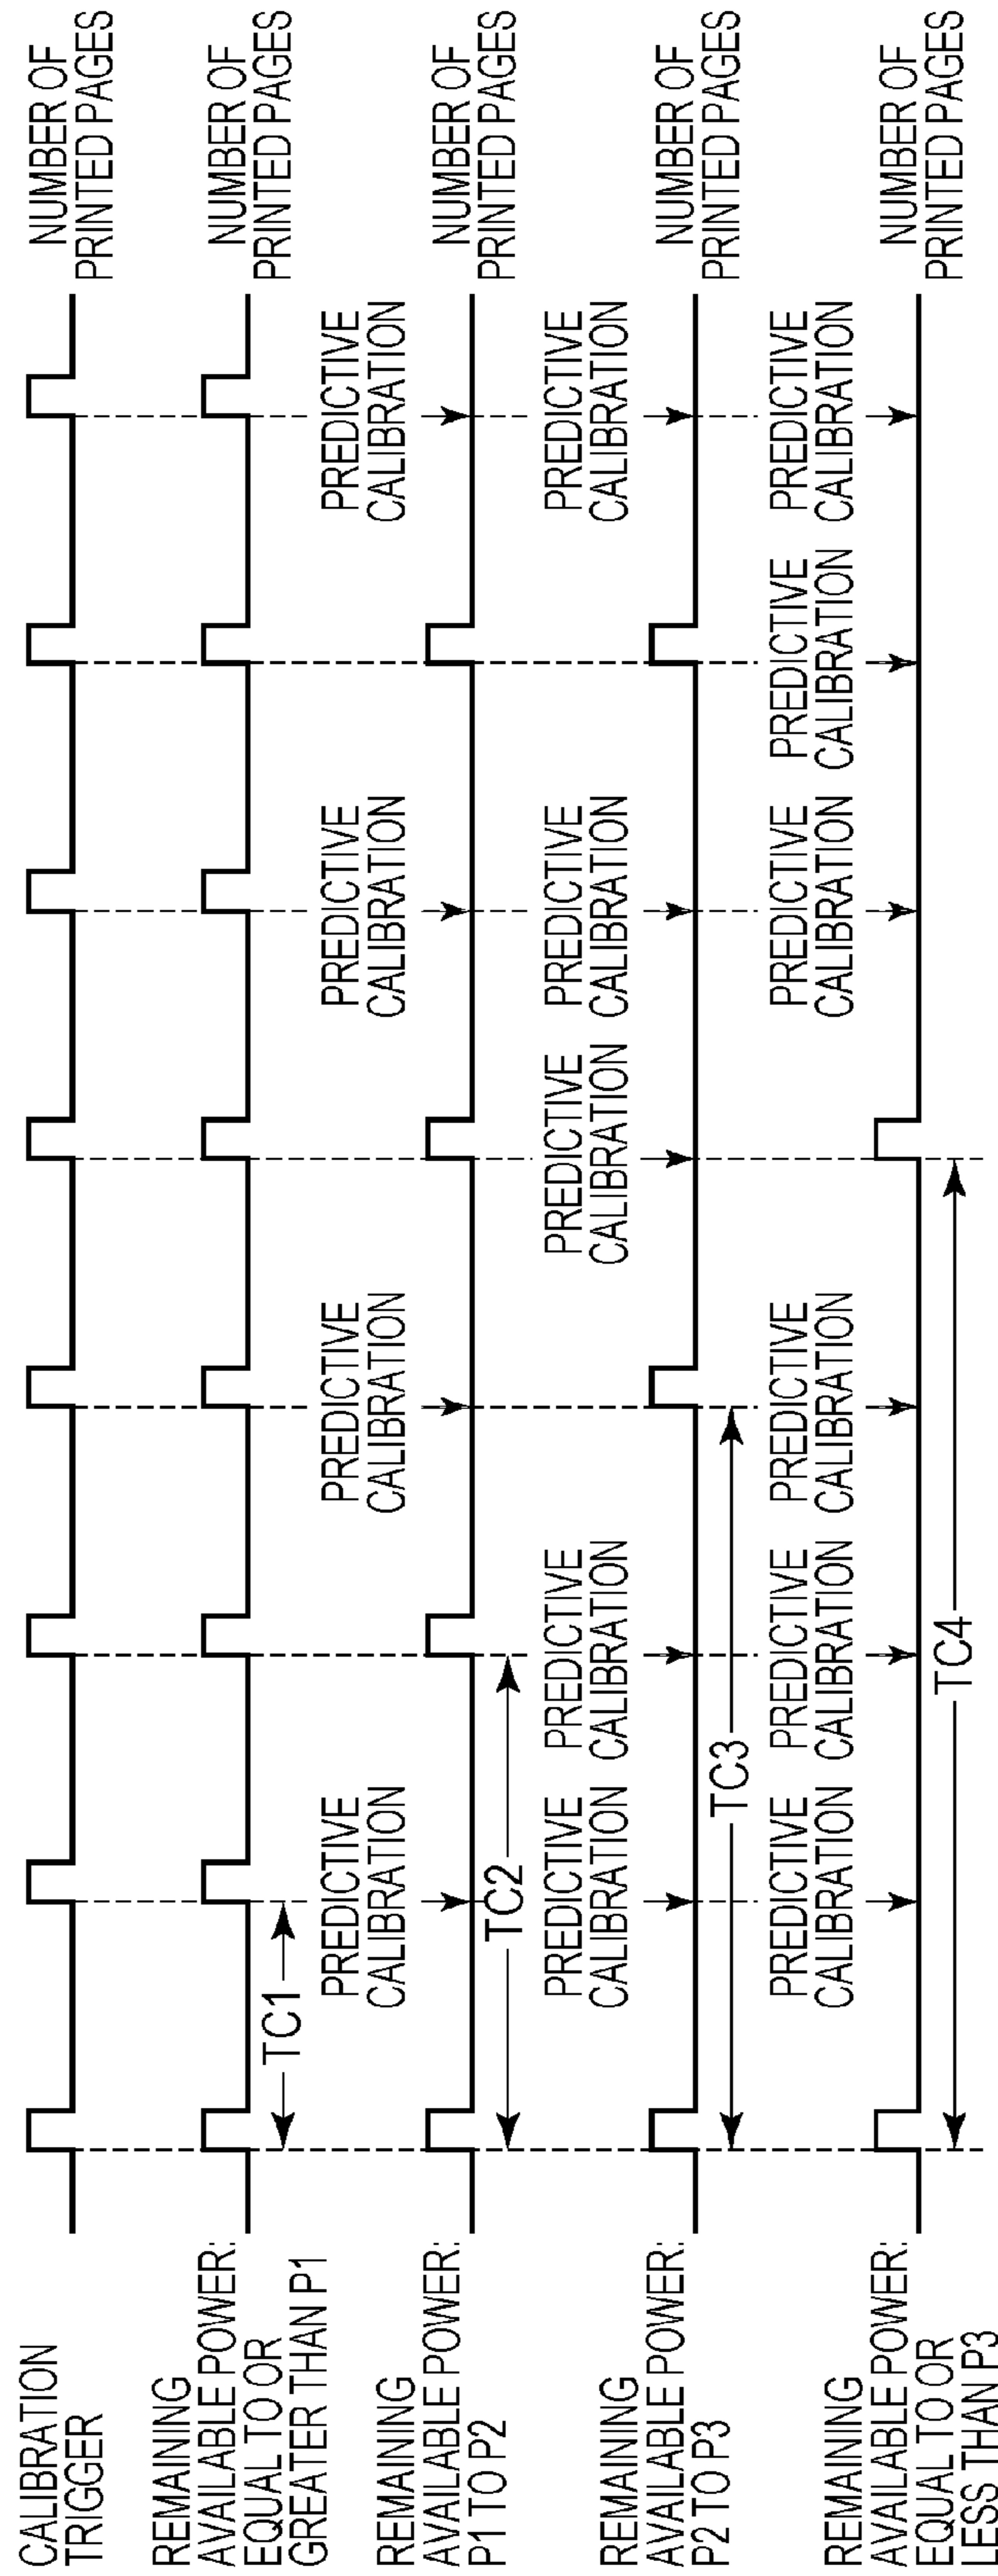 CALIBRATION
TRIGGER
NUMBER OF
PRINTED PAGES
REMAINING
AVAILABLE POWER:
EQUAL TO OR
GREATER THAN P1
NUMBER OF
PRINTED PAGES
TC1
PREDICTIVE
CALIBRATION
PREDICTIVE
CALIBRATION
PREDICTIVE
CALIBRATION
PREDICTIVE
CALIBRATION
REMAINING
AVAILABLE POWER:
P1 TO P2
NUMBER OF
PRINTED PAGES
TC2
PREDICTIVE
CALIBRATION
PREDICTIVE
CALIBRATION
PREDICTIVE
CALIBRATION
PREDICTIVE
CALIBRATION
PREDICTIVE
CALIBRATION
REMAINING
AVAILABLE POWER:
P2 TO P3
NUMBER OF
PRINTED PAGES
TC3
PREDICTIVE
CALIBRATION
PREDICTIVE
CALIBRATION
PREDICTIVE
CALIBRATION
PREDICTIVE
CALIBRATION
PREDICTIVE
CALIBRATION
PREDICTIVE
CALIBRATION
REMAINING
AVAILABLE POWER:
EQUAL TO OR
LESS THAN P3
NUMBER OF
PRINTED PAGES
TC4